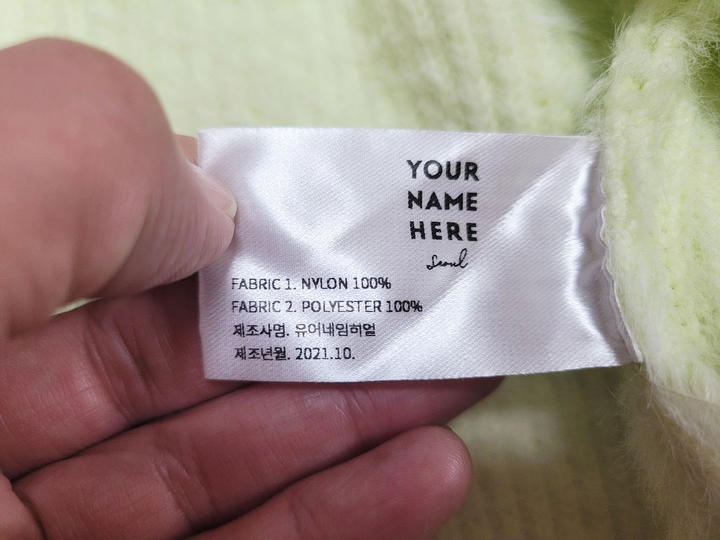 YOUR
NAME
HERE
Seoul
FABRIC 1. NYLON 100%
FABRIC 2. POLYESTER 100%
제조사명. 유어네임히얼
제조년월. 2021.10.